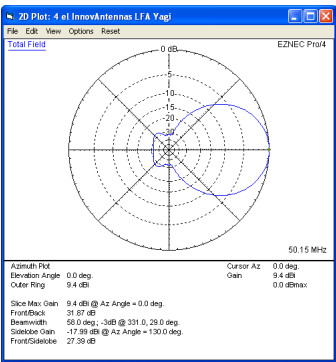 2D Plot: 4 el InnovAntennas LFA Yagi
File Edit View Options Reset
Total Field
EZNEC Pro/4
0 dB
-5
-10
-15
-20
-30
50.15 MHz
Azimuth Plot
Elevation Angle 0.0 deg.
Outer Ring 9.4 dBi
Cursor Az 0.0 deg.
Gain 9.4 dBi
0.0 dBmax
Slice Max Gain 9.4 dBi @ Az Angle = 0.0 deg.
Front/Back 31.87 dB
Beamwidth 58.0 deg.; -3dB @ 331.0, 29.0 deg.
Sidelobe Gain -17.99 dBi @ Az Angle = 130.0 deg.
Front/Sidelobe 27.39 dB